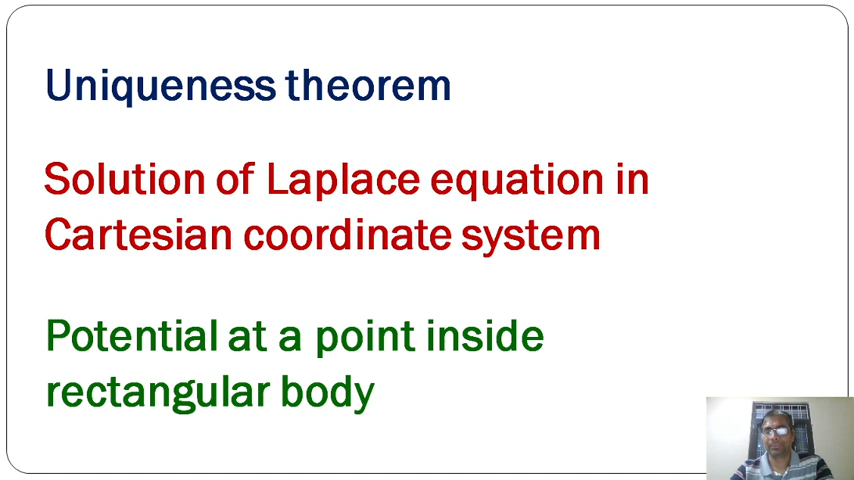 Uniqueness theorem
Solution of Laplace equation in
Cartesian coordinate system
Potential at a point inside
rectangular body